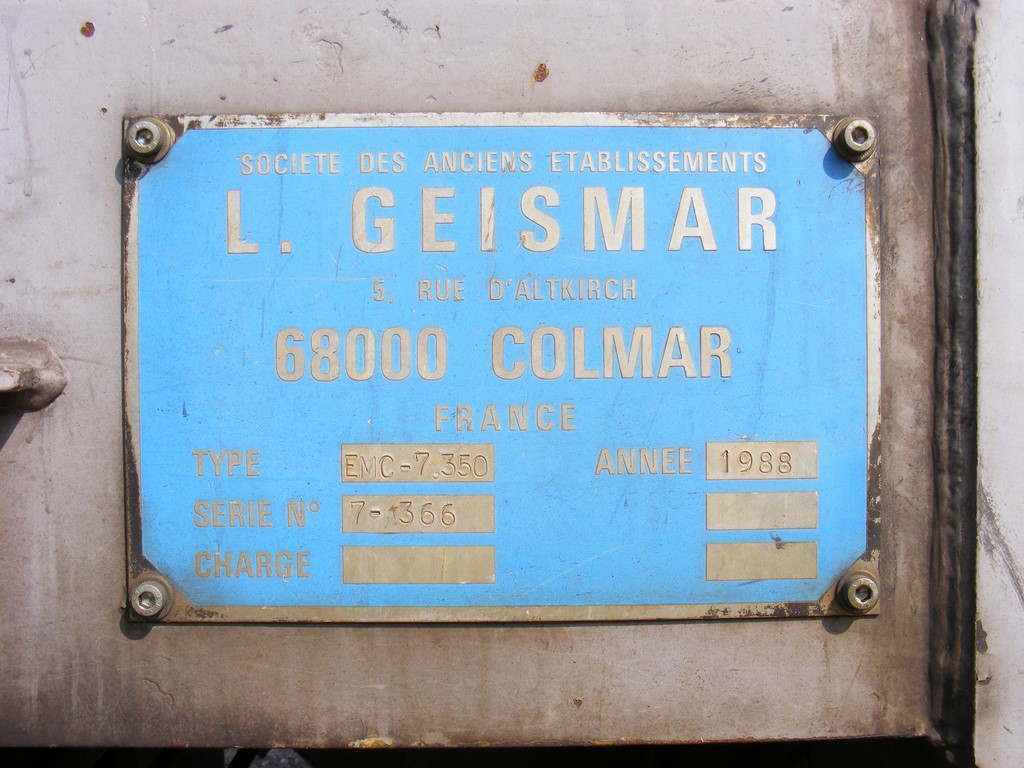 SOCIETE DES ANCIENS ETABLISSEMENTS
L. GEISMAR
5, RUE D'ALTKIRCH
68000 COLMAR
FRANCE
TYPE EMC-7.350 ANNEE 1988
SERIE N° 7-366
CHARGE